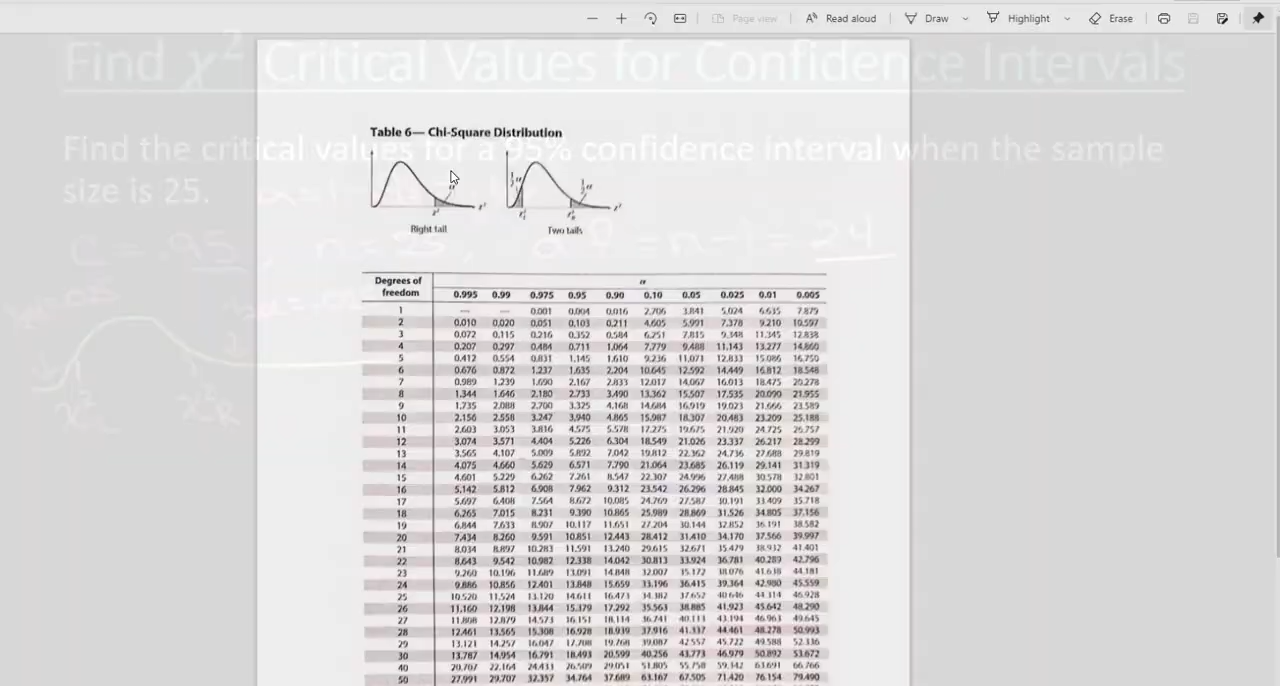 Page view
Read aloud
Draw
Highlight
Erase
Find χ² Critical Values for Confidence Intervals
Find the critical values for a 95% confidence interval when the sample
size is 25.
C = .95, n = 25, d.f. = n - 1 = 24
Table 6— Chi-Square Distribution
Right tail
Two tails
Degrees of freedom
α
0.995 0.99 0.975 0.95 0.90 0.10 0.05 0.025 0.01 0.005
1 — — 0.001 0.004 0.016 2.706 3.841 5.024 6.635 7.879
2 0.010 0.020 0.051 0.103 0.211 4.605 5.991 7.378 9.210 10.597
3 0.072 0.115 0.216 0.352 0.584 6.251 7.815 9.348 11.345 12.838
4 0.207 0.297 0.484 0.711 1.064 7.779 9.488 11.143 13.277 14.860
5 0.412 0.554 0.831 1.145 1.610 9.236 11.071 12.833 15.086 16.750
6 0.676 0.872 1.237 1.635 2.204 10.645 12.592 14.449 16.812 18.548
7 0.989 1.239 1.690 2.167 2.833 12.017 14.067 16.013 18.475 20.278
8 1.344 1.646 2.180 2.733 3.490 13.362 15.507 17.535 20.090 21.955
9 1.735 2.088 2.700 3.325 4.168 14.684 16.919 19.023 21.666 23.589
10 2.156 2.558 3.247 3.940 4.865 15.987 18.307 20.483 23.209 25.188
11 2.603 3.053 3.816 4.575 5.578 17.275 19.675 21.920 24.725 26.757
12 3.074 3.571 4.404 5.226 6.304 18.549 21.026 23.337 26.217 28.299
13 3.565 4.107 5.009 5.892 7.042 19.812 22.362 24.736 27.688 29.819
14 4.075 4.660 5.629 6.571 7.790 21.064 23.685 26.119 29.141 31.319
15 4.601 5.229 6.262 7.261 8.547 22.307 24.996 27.488 30.578 32.801
16 5.142 5.812 6.908 7.962 9.312 23.542 26.296 28.845 32.000 34.267
17 5.697 6.408 7.564 8.672 10.085 24.769 27.587 30.191 33.409 35.718
18 6.265 7.015 8.231 9.390 10.865 25.989 28.869 31.526 34.805 37.156
19 6.844 7.633 8.907 10.117 11.651 27.204 30.144 32.852 36.191 38.582
20 7.434 8.260 9.591 10.851 12.443 28.412 31.410 34.170 37.566 39.997
21 8.034 8.897 10.283 11.591 13.240 29.615 32.671 35.479 38.932 41.401
22 8.643 9.542 10.982 12.338 14.042 30.813 33.924 36.781 40.289 42.796
23 9.260 10.196 11.689 13.091 14.848 32.007 35.172 38.076 41.638 44.181
24 9.886 10.856 12.401 13.848 15.659 33.196 36.415 39.364 42.980 45.559
25 10.520 11.524 13.120 14.611 16.473 34.382 37.652 40.646 44.314 46.928
26 11.160 12.198 13.844 15.379 17.292 35.563 38.885 41.923 45.642 48.290
27 11.808 12.879 14.573 16.151 18.114 36.741 40.113 43.194 46.963 49.645
28 12.461 13.565 15.308 16.928 18.939 37.916 41.337 44.461 48.278 50.993
29 13.121 14.257 16.047 17.708 19.768 39.087 42.557 45.722 49.588 52.336
30 13.787 14.954 16.791 18.493 20.599 40.256 43.773 46.979 50.892 53.672
40 20.707 22.164 24.433 26.509 29.051 51.805 55.758 59.342 63.691 66.766
50 27.991 29.707 32.357 34.764 37.689 63.167 67.505 71.420 76.154 79.490